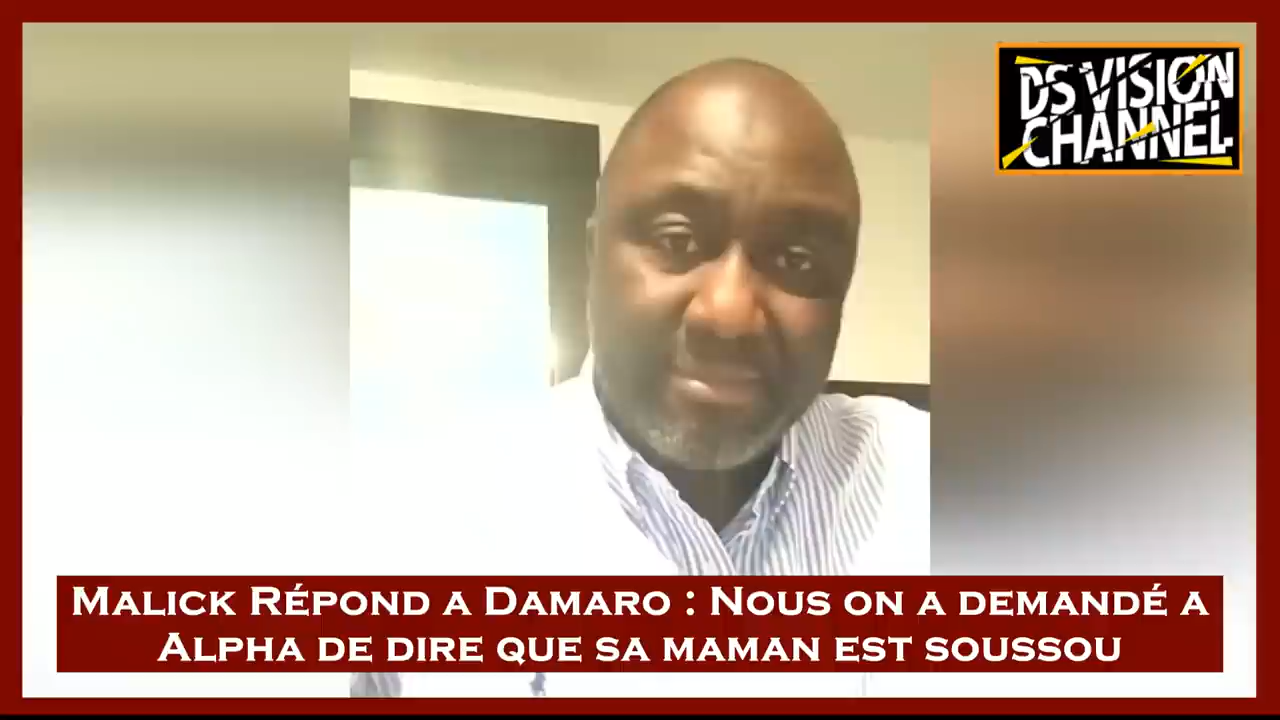 DS VISION
CHANNEL
Malick Répond a Damaro : Nous on a demandé a
Alpha de dire que sa maman est soussou